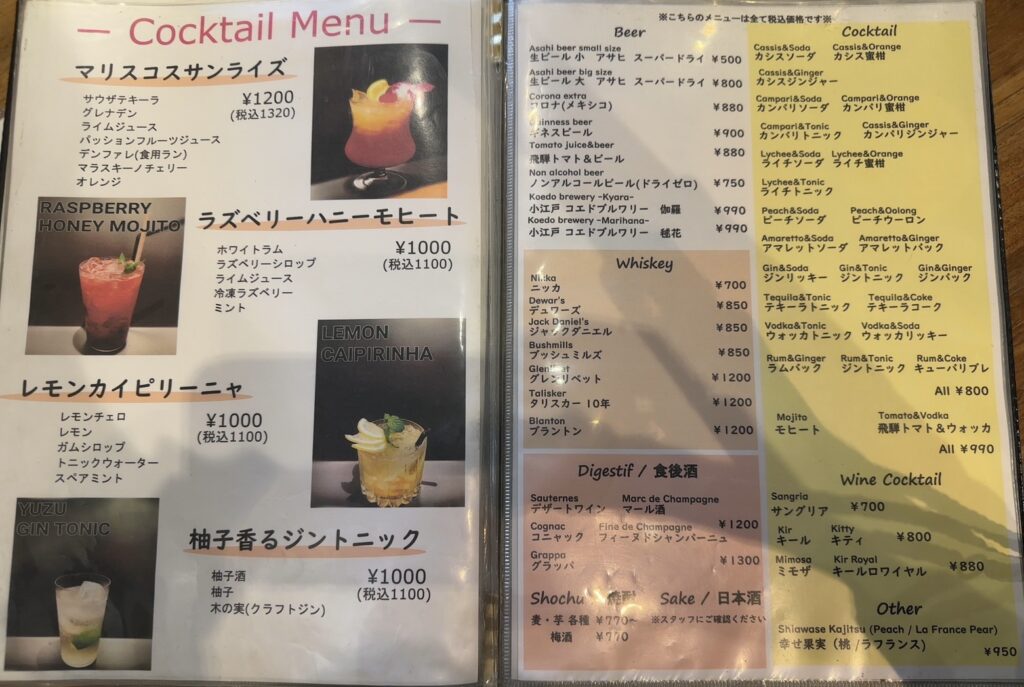 — Cocktail Menu —
マリスコスサンライズ
サウザテキーラ
グレナデン
ライムジュース
パッションフルーツジュース
デンファレ(食用ラン)
マラスキーノチェリー
オレンジ
¥1200
(税込1320)
RASPBERRY
HONEY MOJITO
ラズベリーハニーモヒート
ホワイトラム
ラズベリーシロップ
ライムジュース
冷凍ラズベリー
ミント
¥1000
(税込1100)
LEMON
CAIPIRINHA
レモンカイピリーニャ
レモンチェロ
レモン
ガムシロップ
トニックウォーター
スペアミント
¥1000
(税込1100)
YUZU
GIN TONIC
柚子香るジントニック
柚子酒
柚子
木の実(クラフトジン)
¥1000
(税込1100)
※こちらのメニューは全て税込価格です※
Beer
Asahi beer small size
生ビール 小 アサヒ スーパードライ ¥500
Asahi beer big size
生ビール 大 アサヒ スーパードライ ¥800
Corona extra
コロナ(メキシコ) ¥880
Guinness beer
ギネスビール ¥900
Tomato juice&beer
飛騨トマト&ビール ¥880
Non alcohol beer
ノンアルコールビール(ドライゼロ) ¥750
Koedo brewery -Kyara-
小江戸 コエドブルワリー 伽羅 ¥990
Koedo brewery -Marihana-
小江戸 コエドブルワリー 毬花 ¥990
Whiskey
Nikka
ニッカ ¥700
Dewar's
デュワーズ ¥850
Jack Daniel's
ジャックダニエル ¥850
Bushmills
ブッシュミルズ ¥850
グレンリベット ¥1200
Talisker
タリスカー 10年 ¥1200
Blanton
ブラントン ¥1200
Digestif / 食後酒
Sauternes Marc de Champagne
デザートワイン マール酒
Cognac Fine de Champagne ¥1200
コニャック フィーヌドシャンパーニュ
Grappa
グラッパ ¥1300
Shochu / 焼酎 Sake / 日本酒
麦・芋 各種 ¥770~ ※スタッフにご確認ください
梅酒 ¥770
Cocktail
Cassis&Soda Cassis&Orange
カシスソーダ カシス蜜柑
Cassis&Ginger
カシスジンジャー
Campari&Soda Campari&Orange
カンパリソーダ カンパリ蜜柑
Campari&Tonic Cassis&Ginger
カンパリトニック カンパリジンジャー
Lychee&Soda Lychee&Orange
ライチソーダ ライチ蜜柑
Lychee&Tonic
ライチトニック
Peach&Soda Peach&Oolong
ピーチソーダ ピーチウーロン
Amaretto&Soda Amaretto&Ginger
アマレットソーダ アマレットバック
Gin&Soda Gin&Tonic Gin&Ginger
ジンリッキー ジントニック ジンバック
Tequila&Tonic Tequila&Coke
テキーラトニック テキーラコーク
Vodka&Tonic Vodka&Soda
ウォッカトニック ウォッカリッキー
Rum&Ginger Rum&Tonic Rum&Coke
ラムバック ジントニック キューバリブレ
All ¥800
Mojito Tomato&Vodka
モヒート 飛騨トマト&ウォッカ
All ¥990
Wine Cocktail
Sangria
サングリア ¥700
Kir Kitty
キール キティ ¥800
Mimosa Kir Royal
ミモザ キールロワイヤル ¥880
Other
Shiawase Kajitsu (Peach / La France Pear)
幸せ果実 (桃 /ラフランス)
¥950